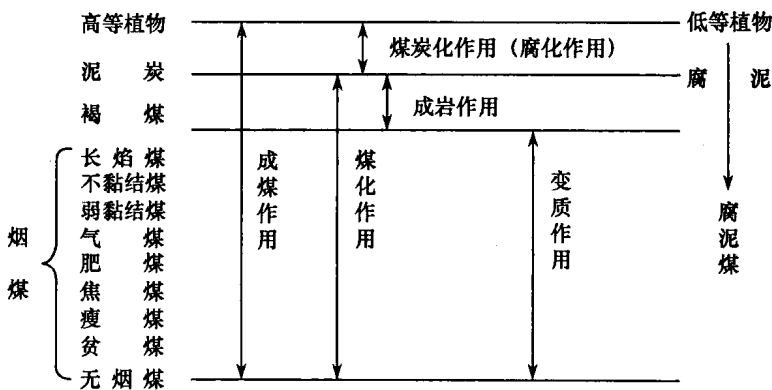 高等植物
低等植物
煤炭化作用（腐化作用）
泥炭
腐泥
成岩作用
褐煤
长焰煤
不黏结煤
弱黏结煤
气煤
肥煤
焦煤
瘦煤
贫煤
无烟煤
烟煤
成煤作用
煤化作用
变质作用
腐泥煤